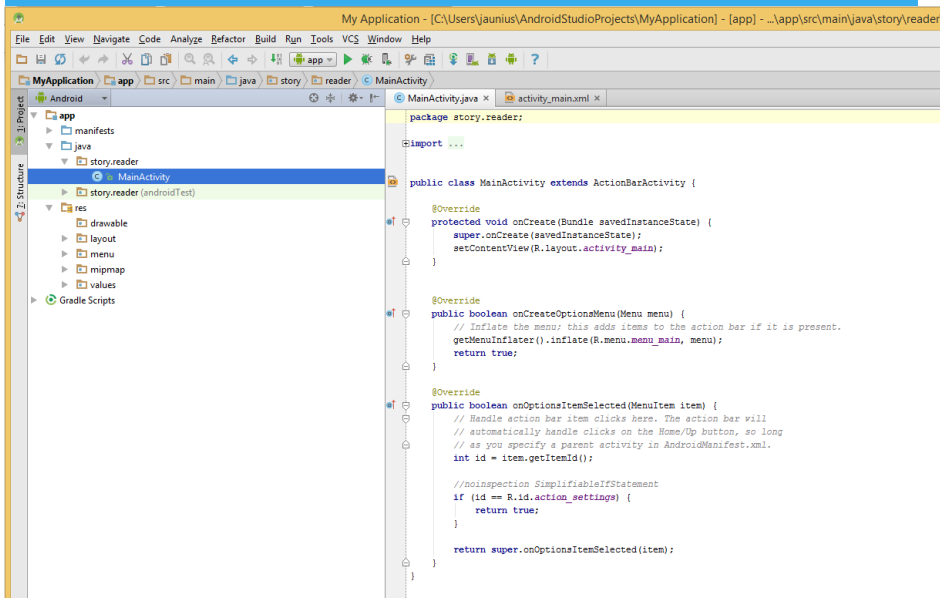 My Application - [C:\Users\jaunius\AndroidStudioProjects\MyApplication] - [app] - ...\app\src\main\java\story\reader
File Edit View Navigate Code Analyze Refactor Build Run Tools VCS Window Help
app
MyApplication app src main java story reader MainActivity
Android
MainActivity.java × activity_main.xml ×
1: Project
7: Structure
app
manifests
java
story.reader
MainActivity
story.reader (androidTest)
res
drawable
layout
menu
mipmap
values
Gradle Scripts
package story.reader;
import ...
public class MainActivity extends ActionBarActivity {
@Override
protected void onCreate(Bundle savedInstanceState) {
super.onCreate(savedInstanceState);
setContentView(R.layout.activity_main);
}
@Override
public boolean onCreateOptionsMenu(Menu menu) {
// Inflate the menu; this adds items to the action bar if it is present.
getMenuInflater().inflate(R.menu.menu_main, menu);
return true;
}
@Override
public boolean onOptionsItemSelected(MenuItem item) {
// Handle action bar item clicks here. The action bar will
// automatically handle clicks on the Home/Up button, so long
// as you specify a parent activity in AndroidManifest.xml.
int id = item.getItemId();
//noinspection SimplifiableIfStatement
if (id == R.id.action_settings) {
return true;
}
return super.onOptionsItemSelected(item);
}
}